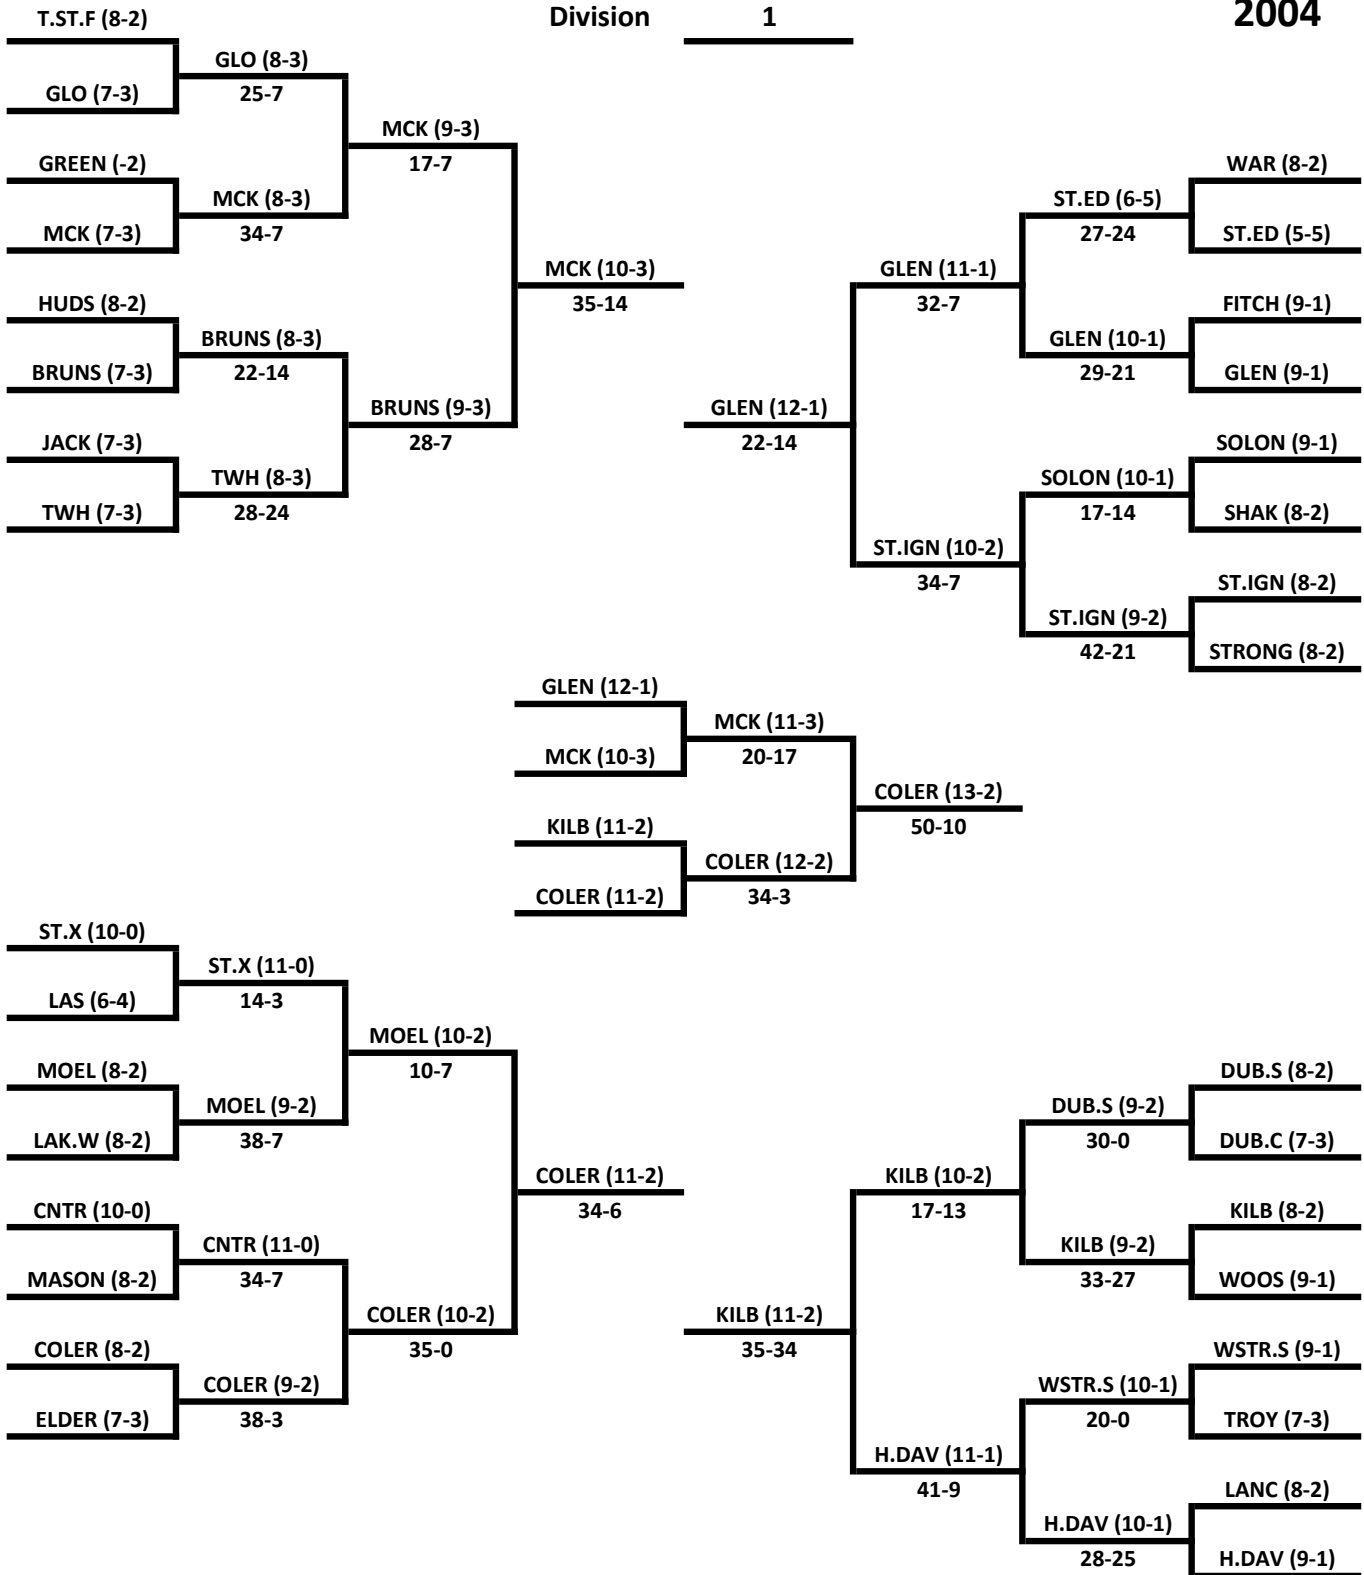 T.ST.F (8-2)
Division 1
2004
GLO (8-3)
GLO (7-3)
25-7
MCK (9-3)
GREEN (-2)
17-7
MCK (8-3)
MCK (7-3)
34-7
MCK (10-3)
HUDS (8-2)
35-14
BRUNS (8-3)
BRUNS (7-3)
22-14
BRUNS (9-3)
JACK (7-3)
28-7
TWH (8-3)
TWH (7-3)
28-24
WAR (8-2)
ST.ED (6-5)
27-24
ST.ED (5-5)
GLEN (11-1)
32-7
FITCH (9-1)
GLEN (10-1)
29-21
GLEN (9-1)
GLEN (12-1)
22-14
SOLON (9-1)
SOLON (10-1)
17-14
SHAK (8-2)
ST.IGN (10-2)
34-7
ST.IGN (8-2)
ST.IGN (9-2)
42-21
STRONG (8-2)
GLEN (12-1)
MCK (11-3)
MCK (10-3)
20-17
COLER (13-2)
KILB (11-2)
50-10
COLER (12-2)
COLER (11-2)
34-3
ST.X (10-0)
ST.X (11-0)
LAS (6-4)
14-3
MOEL (10-2)
MOEL (8-2)
10-7
MOEL (9-2)
LAK.W (8-2)
38-7
COLER (11-2)
CNTR (10-0)
34-6
CNTR (11-0)
MASON (8-2)
34-7
COLER (10-2)
COLER (8-2)
35-0
COLER (9-2)
ELDER (7-3)
38-3
DUB.S (8-2)
DUB.S (9-2)
30-0
DUB.C (7-3)
KILB (10-2)
17-13
KILB (8-2)
KILB (9-2)
33-27
WOOS (9-1)
KILB (11-2)
35-34
WSTR.S (9-1)
WSTR.S (10-1)
20-0
TROY (7-3)
H.DAV (11-1)
41-9
LANC (8-2)
H.DAV (10-1)
28-25
H.DAV (9-1)